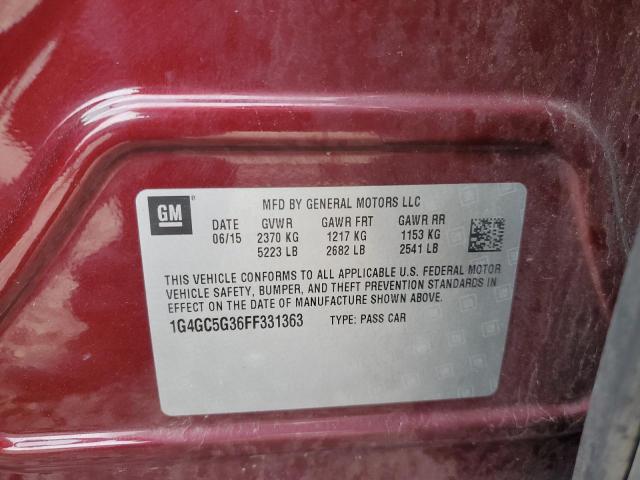 GM
MFD BY GENERAL MOTORS LLC
DATE GVWR GAWR FRT GAWR RR
06/15 2370 KG 1217 KG 1153 KG
5223 LB 2682 LB 2541 LB
THIS VEHICLE CONFORMS TO ALL APPLICABLE U.S. FEDERAL MOTOR
VEHICLE SAFETY, BUMPER, AND THEFT PREVENTION STANDARDS IN
EFFECT ON THE DATE OF MANUFACTURE SHOWN ABOVE.
1G4GC5G36FF331363 TYPE: PASS CAR